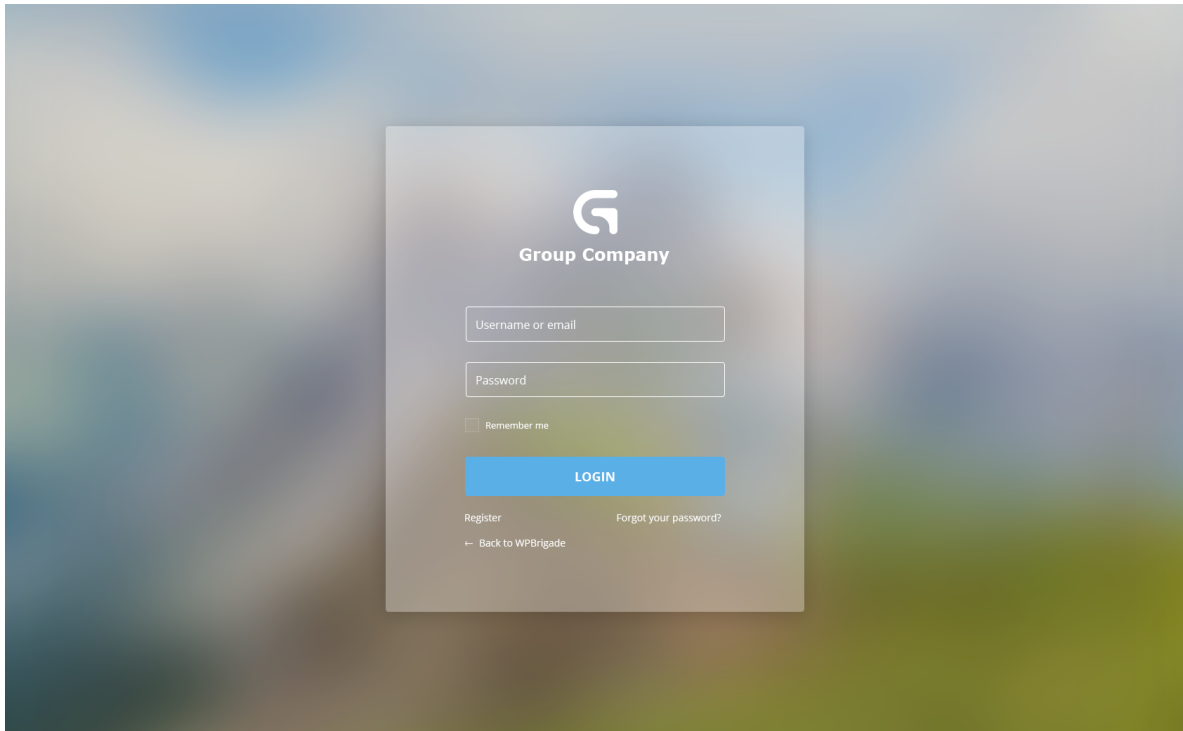 Group Company
Username or email
Password
Remember me
LOGIN
Register Forgot your password?
← Back to WPBrigade